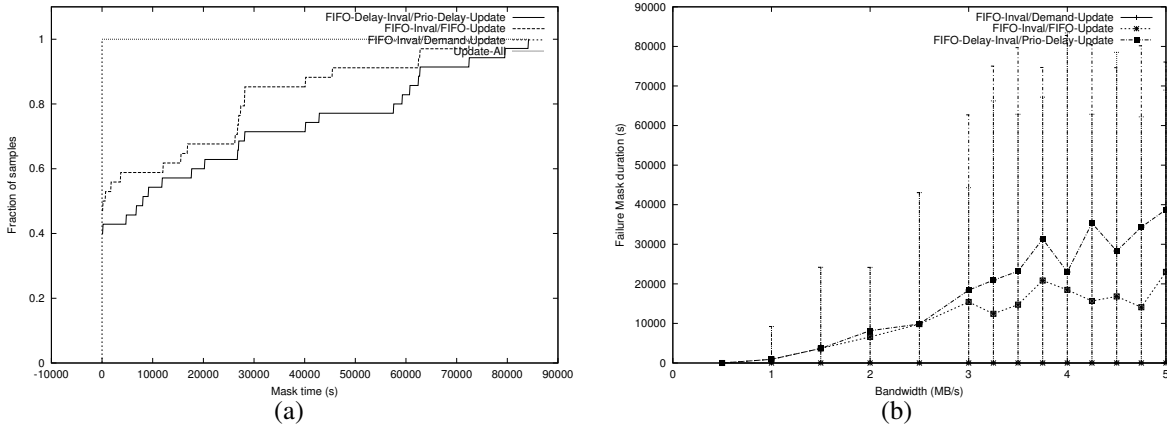 FIFO-Delay-Inval/Prio-Delay-Update
FIFO-Inval/FIFO-Update
FIFO-Inval/Demand-Update
Update-All
1
0.8
0.6
0.4
0.2
0
Fraction of samples
-10000 0 10000 20000 30000 40000 50000 60000 70000 80000 90000
Mask time (s)
(a)
FIFO-Inval/Demand-Update
FIFO-Inval/FIFO-Update
FIFO-Delay-Inval/Prio-Delay-Update
90000
80000
70000
60000
50000
40000
30000
20000
10000
0
Failure Mask duration (s)
0 1 2 3 4 5
Bandwidth (MB/s)
(b)